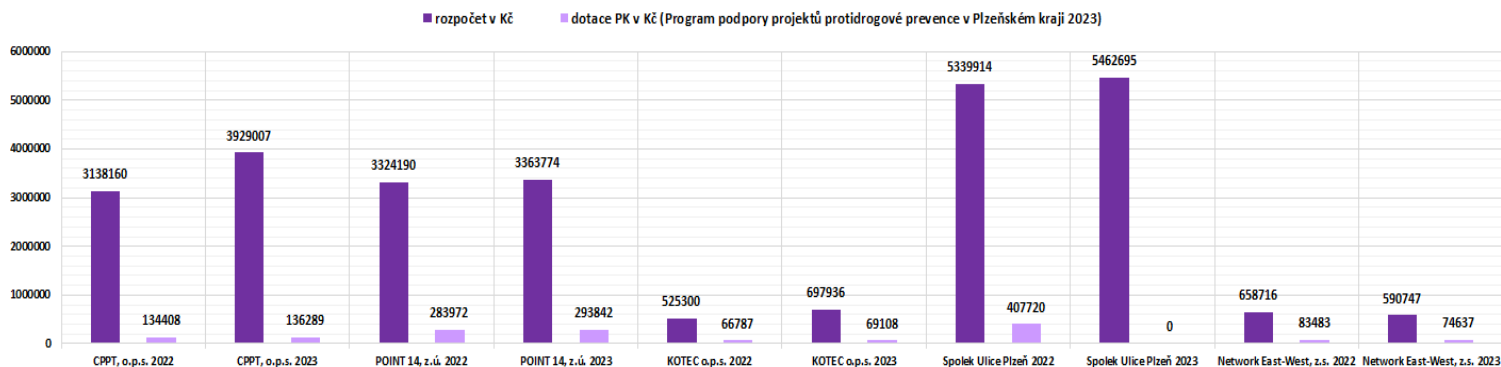 rozpočet v Kč
dotace PK v Kč (Program podpory projektů protidrogové prevence v Plzeňském kraji 2023)
6000000
5000000
4000000
3000000
2000000
1000000
0
3138160
134408
3929007
136289
3324190
283972
3363774
293842
525300
66787
697936
69108
5339914
407720
5462695
0
658716
83483
590747
74637
CPPT, o.p.s. 2022
CPPT, o.p.s. 2023
POINT 14, z.ú. 2022
POINT 14, z.ú. 2023
KOTEC o.p.s. 2022
KOTEC o.p.s. 2023
Spolek Ulice Plzeň 2022
Spolek Ulice Plzeň 2023
Network East-West, z.s. 2022
Network East-West, z.s. 2023